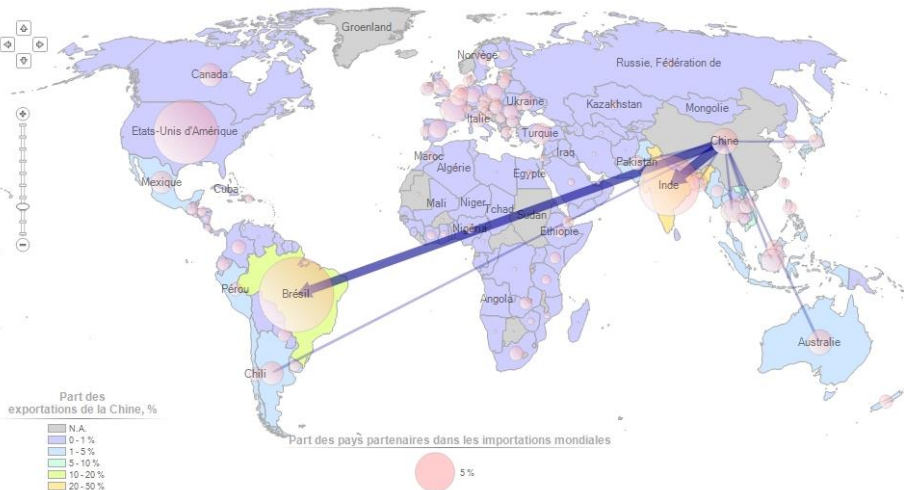 Groenland
Norvège
Russie, Fédération de
Canada
Ukraine
Kazakhstan
Mongolie
Etats-Unis d'Amérique
Italie
Turquie
Chine
Maroc
Iraq
Pakistan
Algérie
Egypte
Mexique
Cuba
Inde
Mali
Niger
Tchad
Soudan
Nigéria
Ethiopie
Pérou
Brésil
Angola
Australie
Chili
Part des
exportations de la Chine, %
N.A.
0 - 1 %
1 - 5 %
5 - 10 %
10 - 20 %
20 - 50 %
Part des pays partenaires dans les importations mondiales
5 %